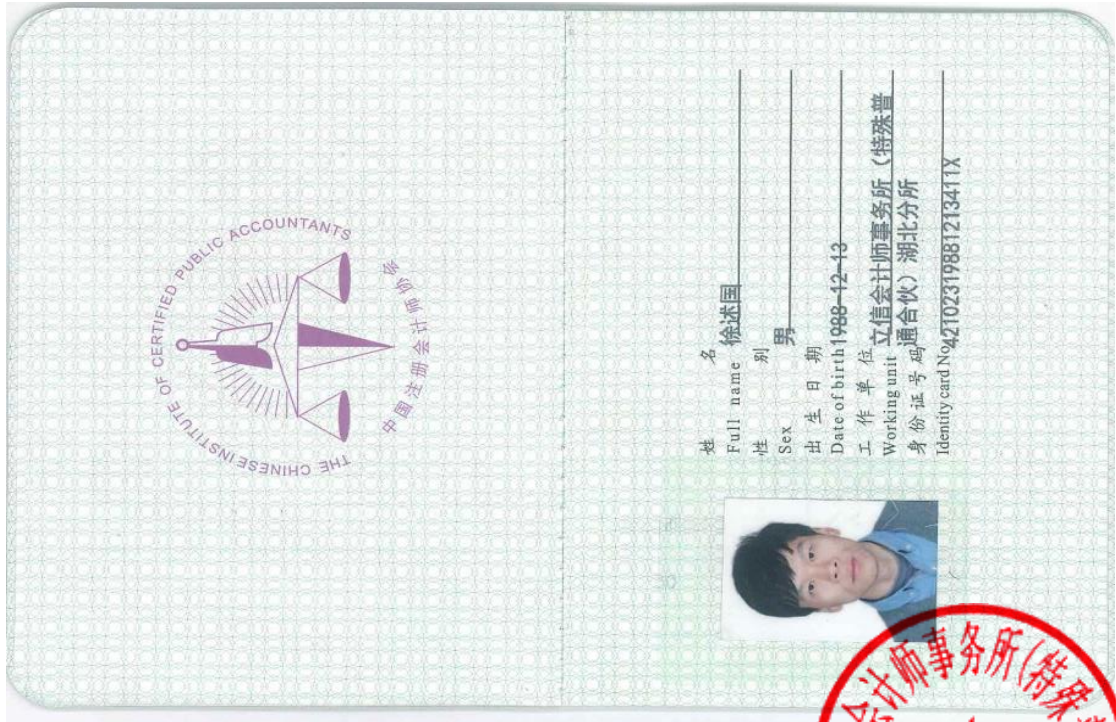 THE CHINESE INSTITUTE OF CERTIFIED PUBLIC ACCOUNTANTS
中国注册会计师协会
姓 名 徐述国
Full name
性 别 男
Sex
出 生 日 期 1988-12-13
Date of birth
工 作 单 位 立信会计师事务所（特殊普
Working unit 通合伙）湖北分所
身 份 证 号 码 42102319881213411X
Identity card No.
会计师事务所(特殊普